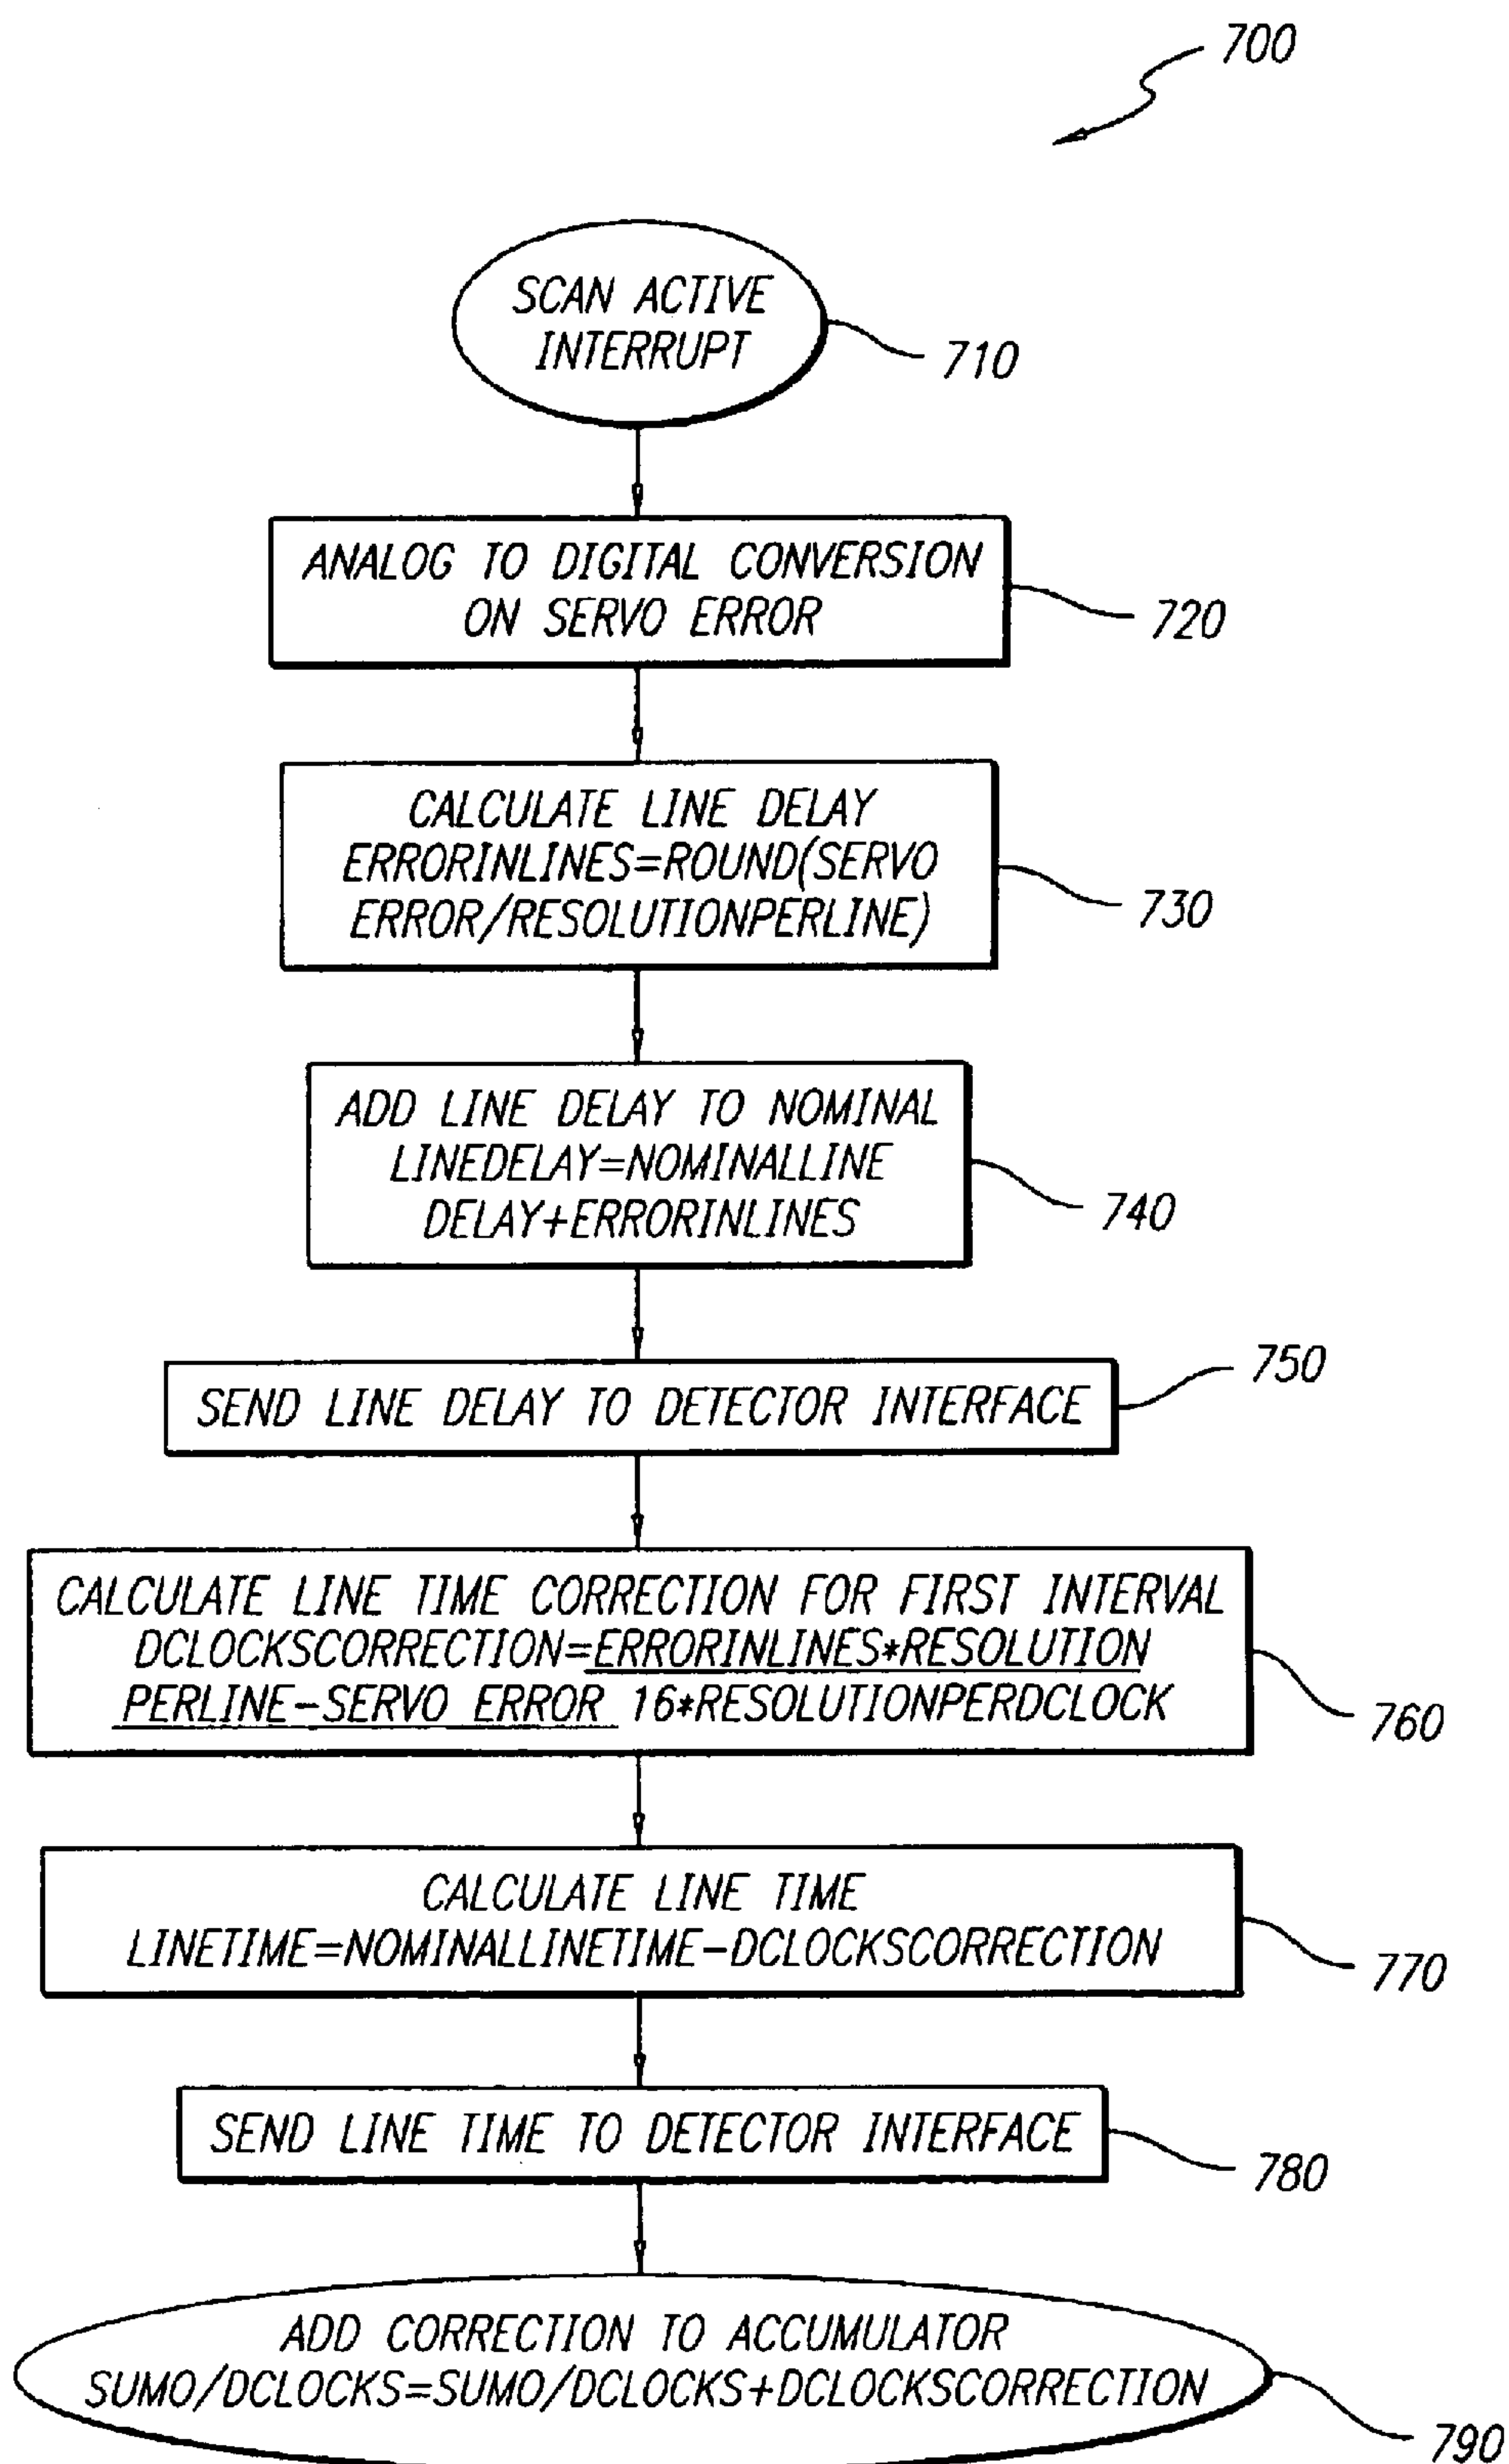 700
SCAN ACTIVE
INTERRUPT
710
ANALOG TO DIGITAL CONVERSION
ON SERVO ERROR
720
CALCULATE LINE DELAY
ERRORINLINES=ROUND(SERVO
ERROR/RESOLUTIONPERLINE)
730
ADD LINE DELAY TO NOMINAL
LINEDELAY=NOMINALLINE
DELAY+ERRORINLINES
740
SEND LINE DELAY TO DETECTOR INTERFACE
750
CALCULATE LINE TIME CORRECTION FOR FIRST INTERVAL
DCLOCKSCORRECTION=ERRORINLINES*RESOLUTION
PERLINE-SERVO ERROR 16*RESOLUTIONPERDCLOCK
760
CALCULATE LINE TIME
LINETIME=NOMINALLINETIME-DCLOCKSCORRECTION
770
SEND LINE TIME TO DETECTOR INTERFACE
780
ADD CORRECTION TO ACCUMULATOR
SUMO/DCLOCKS=SUMO/DCLOCKS+DCLOCKSCORRECTION
790